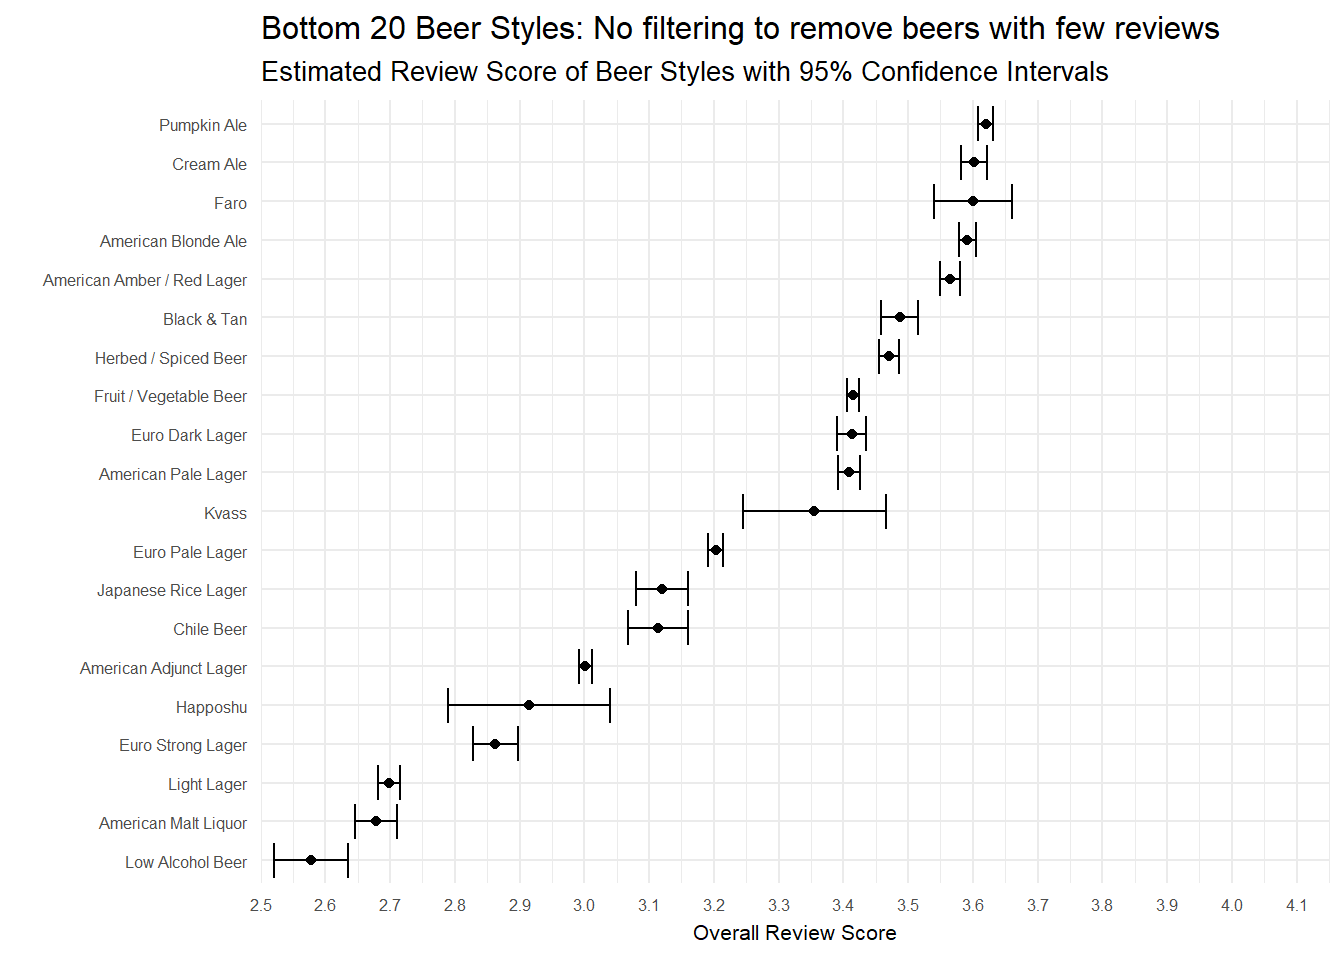 Bottom 20 Beer Styles: No filtering to remove beers with few reviews
Estimated Review Score of Beer Styles with 95% Confidence Intervals
Pumpkin Ale
Cream Ale
Faro
American Blonde Ale
American Amber / Red Lager
Black & Tan
Herbed / Spiced Beer
Fruit / Vegetable Beer
Euro Dark Lager
American Pale Lager
Kvass
Euro Pale Lager
Japanese Rice Lager
Chile Beer
American Adjunct Lager
Happoshu
Euro Strong Lager
Light Lager
American Malt Liquor
Low Alcohol Beer
2.5 2.6 2.7 2.8 2.9 3.0 3.1 3.2 3.3 3.4 3.5 3.6 3.7 3.8 3.9 4.0 4.1
Overall Review Score